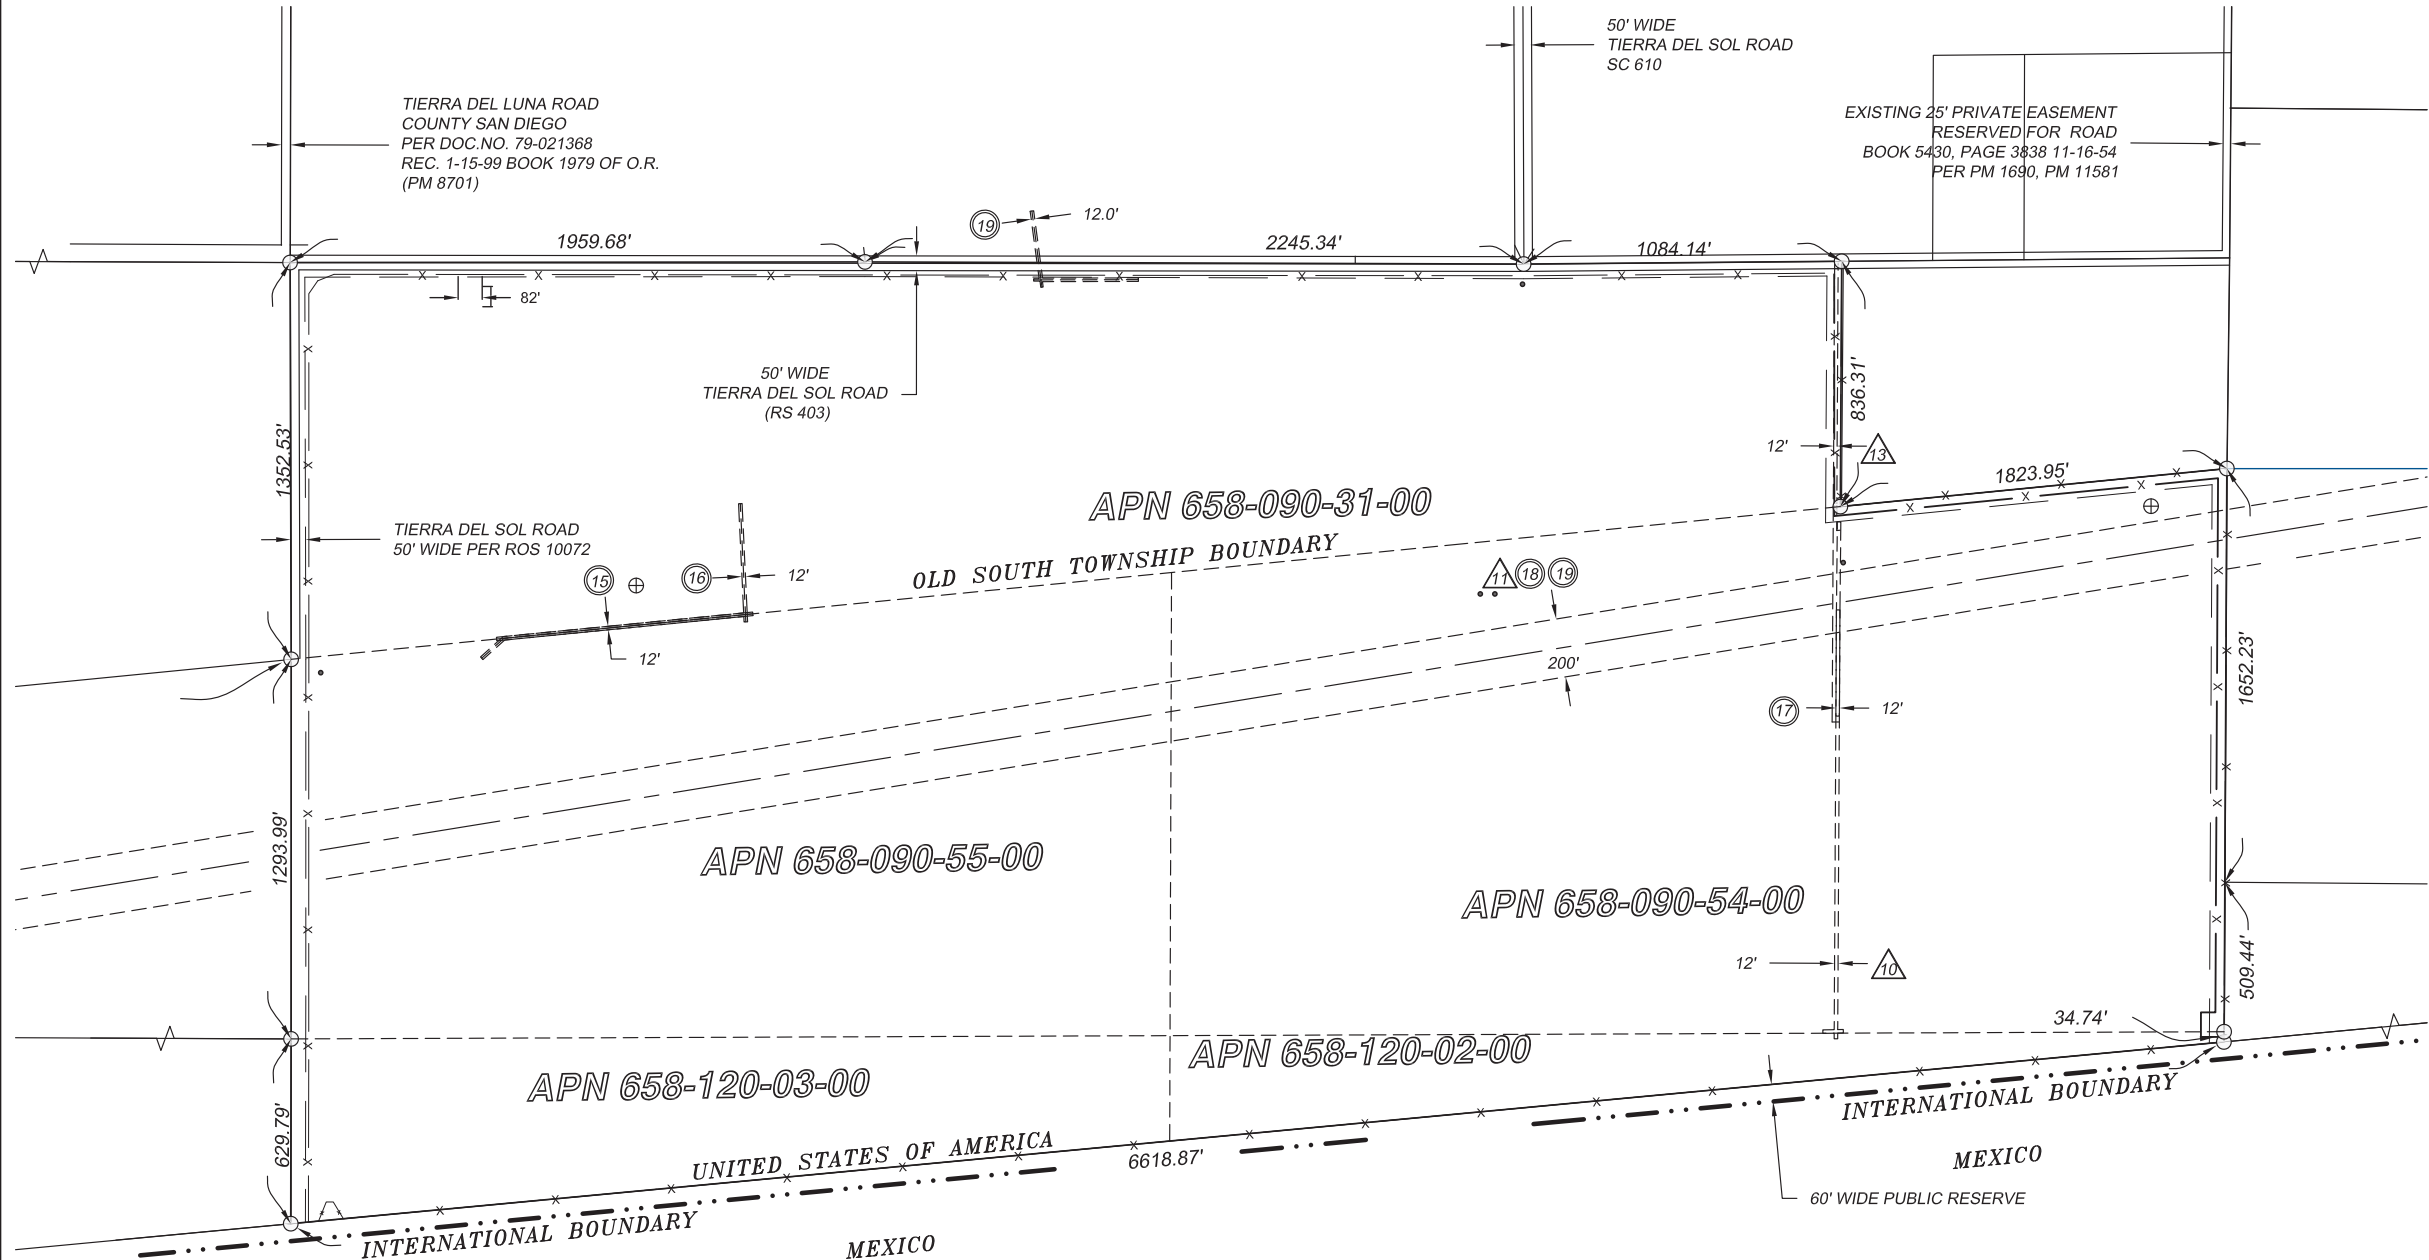 50' WIDE
TIERRA DEL SOL ROAD
SC 610
TIERRA DEL LUNA ROAD
COUNTY SAN DIEGO
PER DOC.NO. 79-021368
REC. 1-15-99 BOOK 1979 OF O.R.
(PM 8701)
EXISTING 25' PRIVATE EASEMENT
RESERVED FOR ROAD
BOOK 5430, PAGE 3838 11-16-54
PER PM 1690, PM 11581
19
12.0'
1959.68'
2245.34'
1084.14'
82'
50' WIDE
TIERRA DEL SOL ROAD
(RS 403)
836.31'
12'
13
1352.53'
1823.95'
APN 658-090-31-00
TIERRA DEL SOL ROAD
50' WIDE PER ROS 10072
OLD SOUTH TOWNSHIP BOUNDARY
15
16
12'
11
18
19
12'
200'
1652.23'
17
12'
1293.99'
APN 658-090-55-00
APN 658-090-54-00
12'
10
509.44'
34.74'
APN 658-120-02-00
APN 658-120-03-00
629.79'
INTERNATIONAL BOUNDARY
UNITED STATES OF AMERICA
6618.87'
MEXICO
60' WIDE PUBLIC RESERVE
INTERNATIONAL BOUNDARY
MEXICO